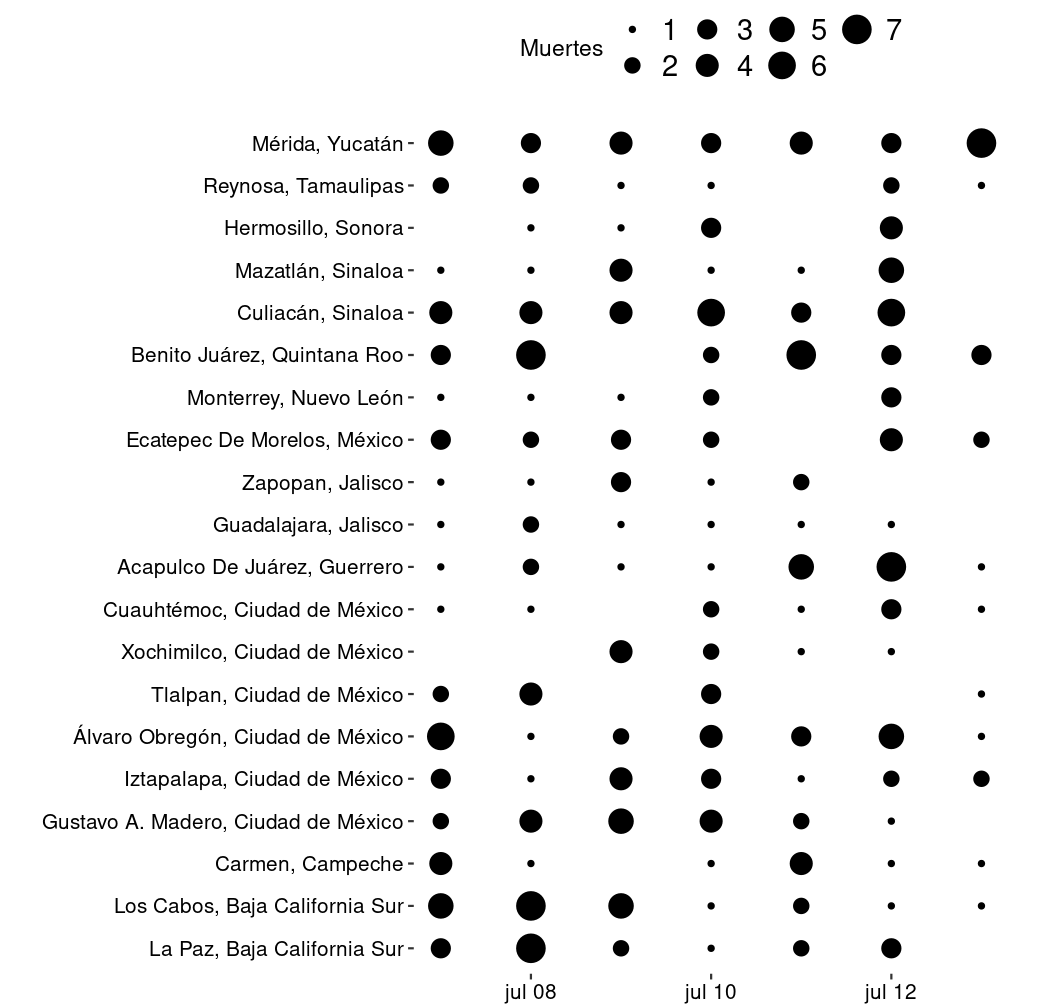 Muertes
1 3 5 7
2 4 6
Mérida, Yucatán
Reynosa, Tamaulipas
Hermosillo, Sonora
Mazatlán, Sinaloa
Culiacán, Sinaloa
Benito Juárez, Quintana Roo
Monterrey, Nuevo León
Ecatepec De Morelos, México
Zapopan, Jalisco
Guadalajara, Jalisco
Acapulco De Juárez, Guerrero
Cuauhtémoc, Ciudad de México
Xochimilco, Ciudad de México
Tlalpan, Ciudad de México
Álvaro Obregón, Ciudad de México
Iztapalapa, Ciudad de México
Gustavo A. Madero, Ciudad de México
Carmen, Campeche
Los Cabos, Baja California Sur
La Paz, Baja California Sur
jul 08 jul 10 jul 12